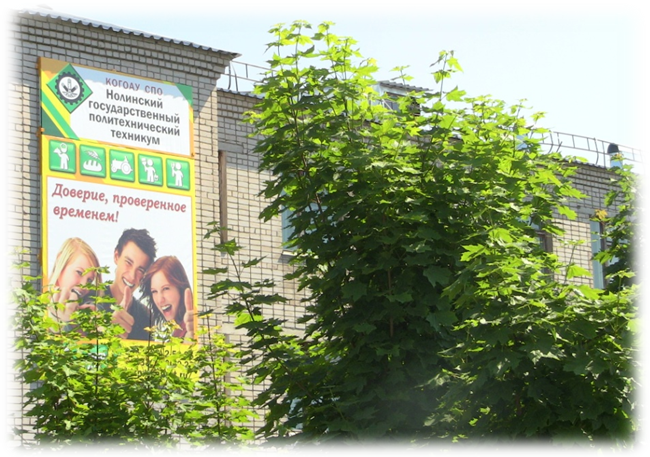 КОГОАУ СПО
Нолинский
государственный
политехнический
техникум
Доверие, проверенное
временем!